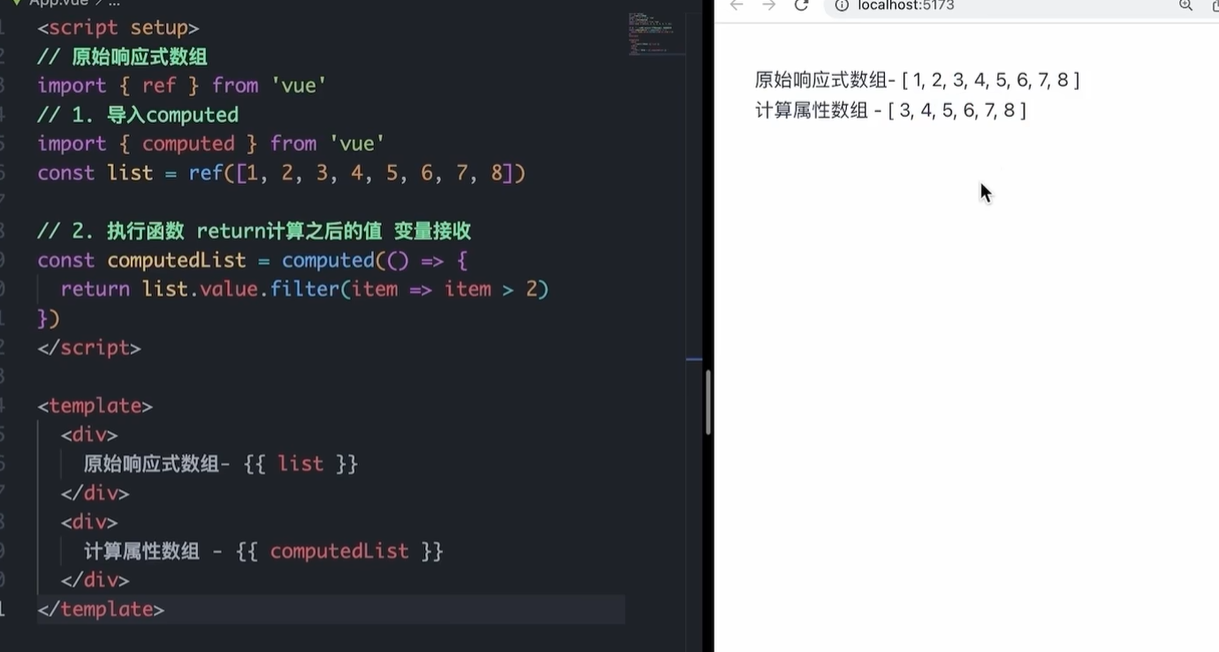 App.vue > ...
<script setup>
// 原始响应式数组
import { ref } from 'vue'
// 1. 导入computed
import { computed } from 'vue'
const list = ref([1, 2, 3, 4, 5, 6, 7, 8])
// 2. 执行函数 return计算之后的值 变量接收
const computedList = computed(() => {
return list.value.filter(item => item > 2)
})
</script>
<template>
<div>
原始响应式数组- {{ list }}
</div>
<div>
计算属性数组 - {{ computedList }}
</div>
</template>
localhost:5173
原始响应式数组- [ 1, 2, 3, 4, 5, 6, 7, 8 ]
计算属性数组 - [ 3, 4, 5, 6, 7, 8 ]